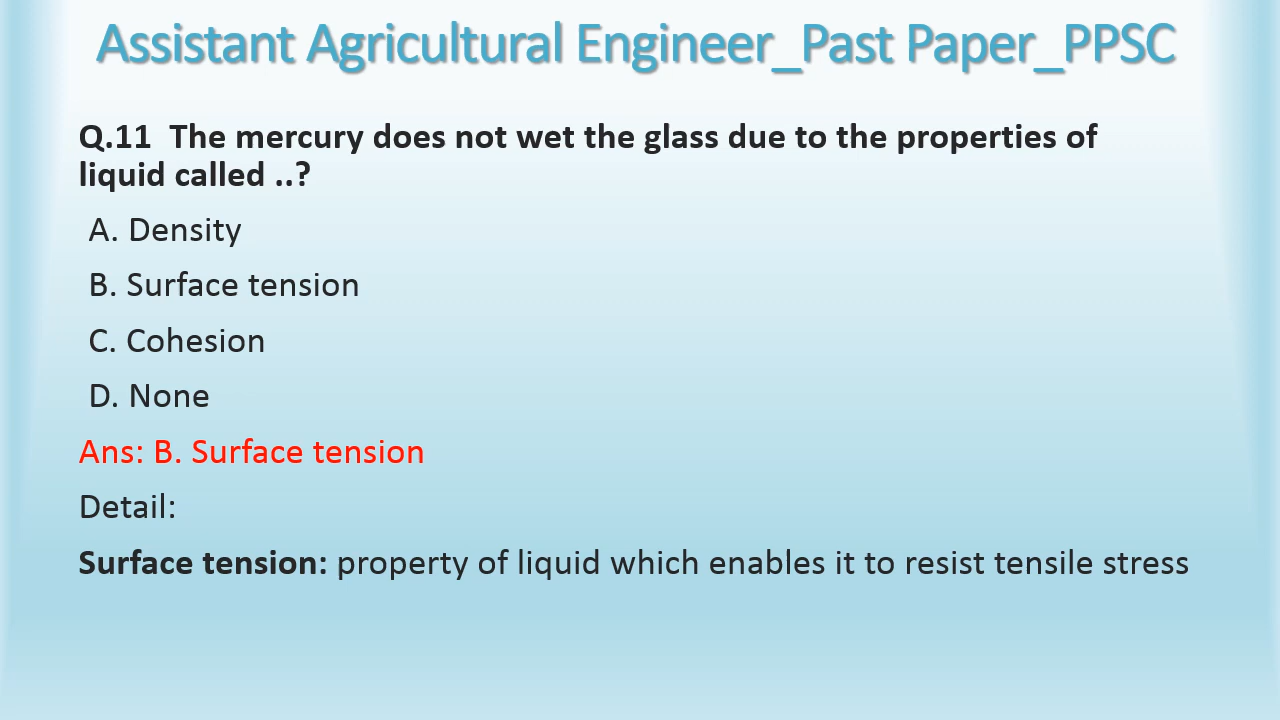 Assistant Agricultural Engineer_Past Paper_PPSC
Q.11 The mercury does not wet the glass due to the properties of
liquid called ..?
A. Density
B. Surface tension
C. Cohesion
D. None
Ans: B. Surface tension
Detail:
Surface tension: property of liquid which enables it to resist tensile stress